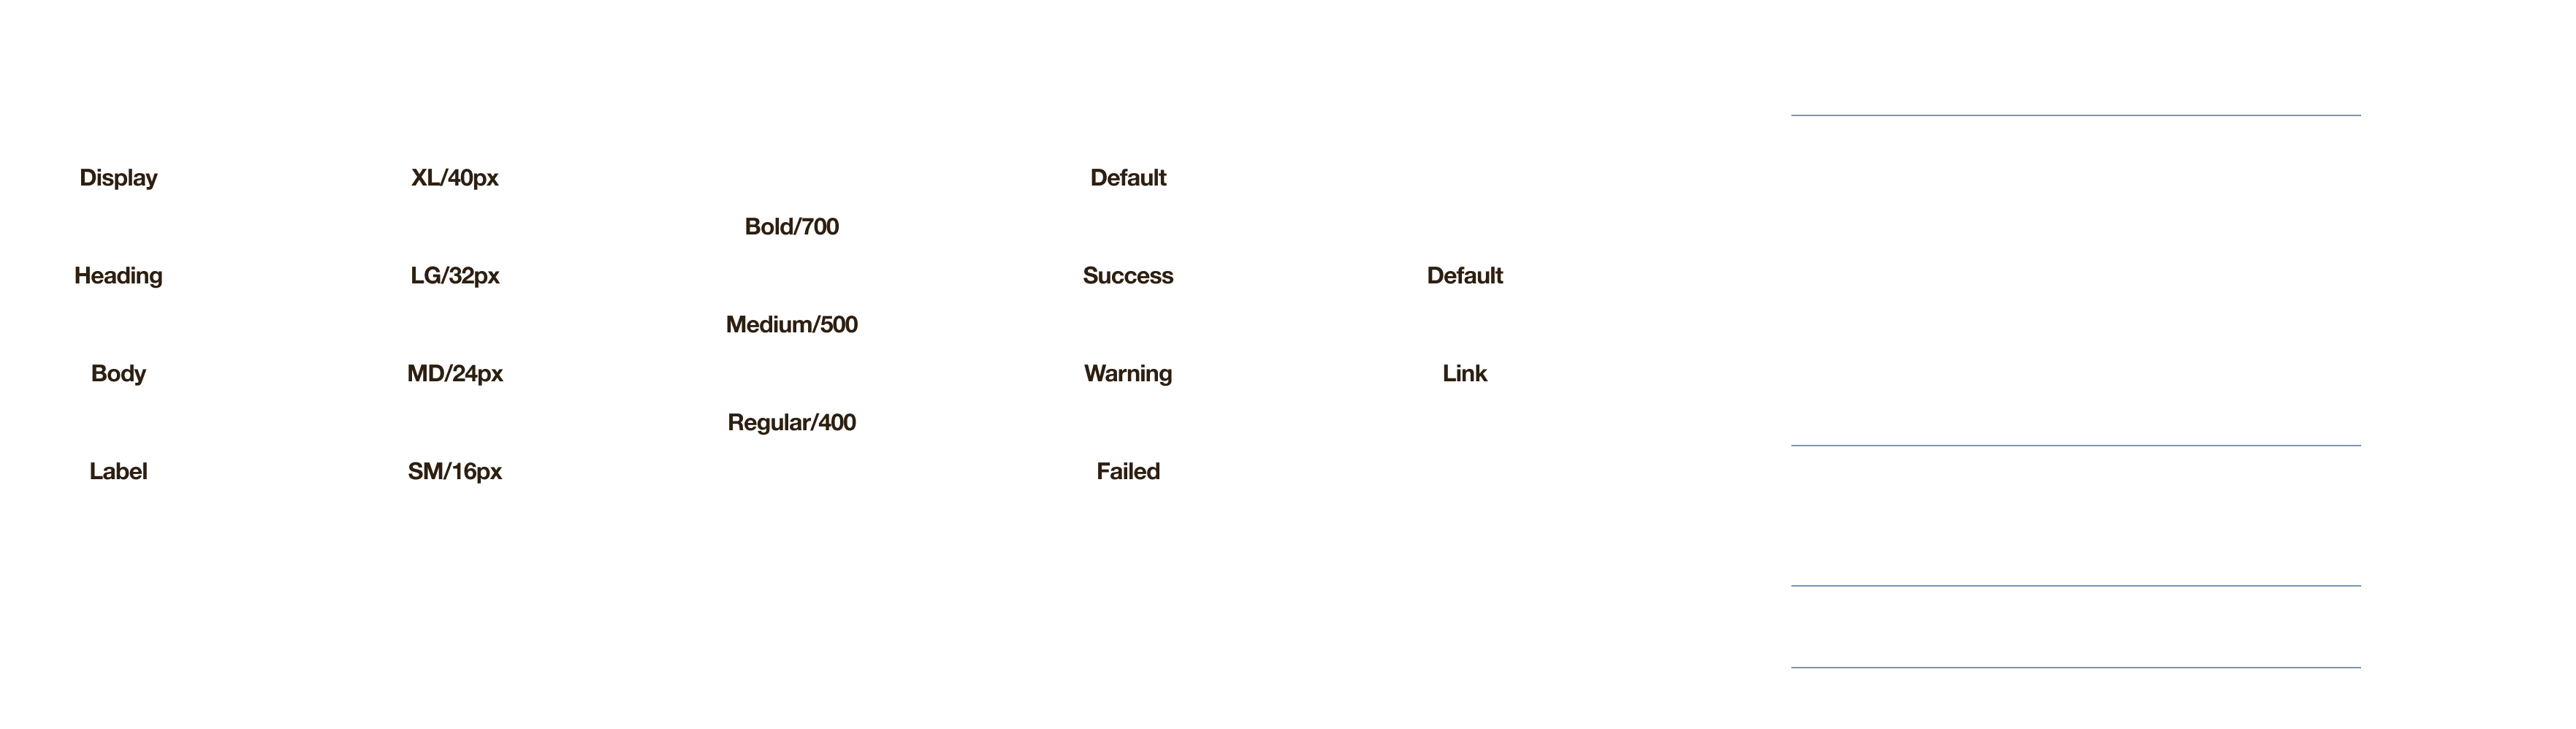 Display
XL/40px
Default
Bold/700
Heading
LG/32px
Success
Default
Medium/500
Body
MD/24px
Warning
Link
Regular/400
Label
SM/16px
Failed